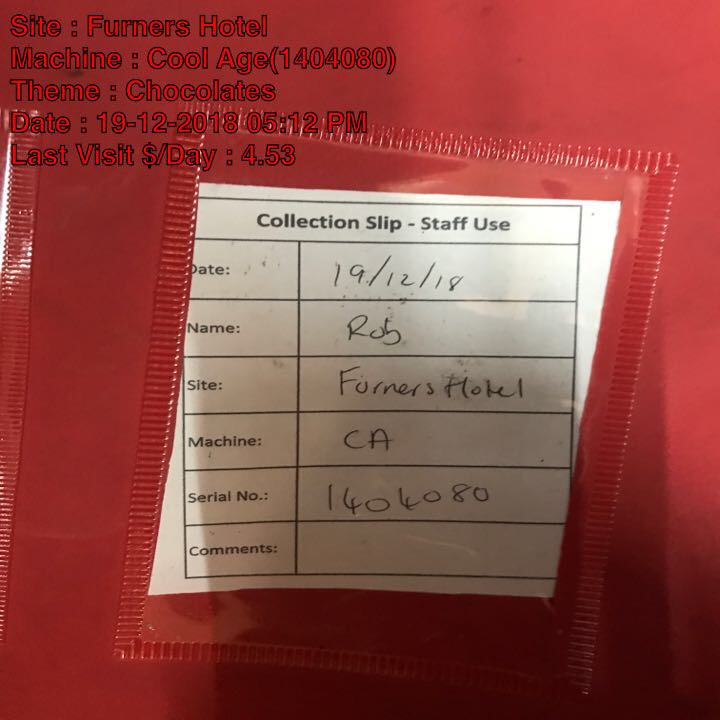 Site : Furners Hotel
Machine : Cool Age(1404080)
Theme : Chocolates
Date : 19-12-2018 05:12 PM
Last Visit $/Day : 4.53
Collection Slip - Staff Use
Date: 19/12/18
Name: Rob
Site: Furners Hotel
Machine: CA
Serial No.: 1404080
Comments: